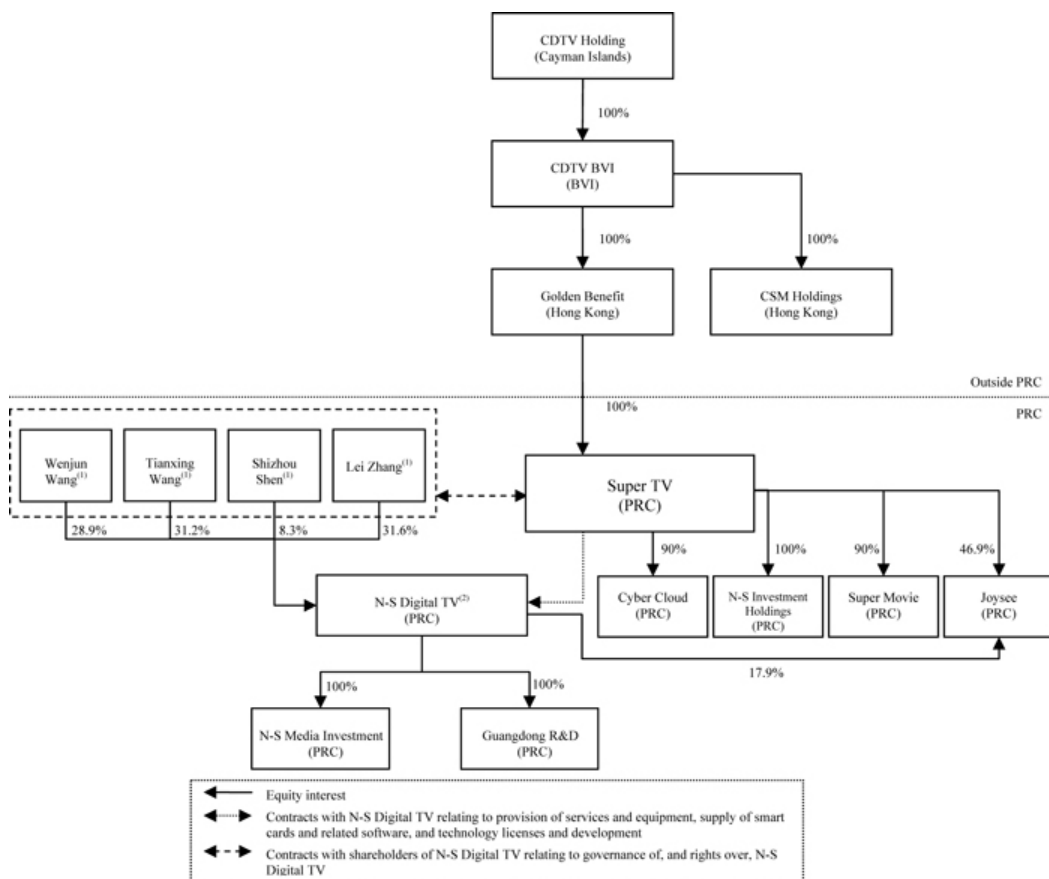 CDTV Holding
(Cayman Islands)
100%
CDTV BVI
(BVI)
100%
100%
Golden Benefit
(Hong Kong)
CSM Holdings
(Hong Kong)
Outside PRC
100%
PRC
Wenjun
Wang(1)
Tianxing
Wang(1)
Shizhou
Shen(1)
Lei Zhang(1)
Super TV
(PRC)
28.9%
31.2%
8.3%
31.6%
90%
100%
90%
46.9%
N-S Digital TV(2)
(PRC)
Cyber Cloud
(PRC)
N-S Investment
Holdings
(PRC)
Super Movie
(PRC)
Joysee
(PRC)
17.9%
100%
100%
N-S Media Investment
(PRC)
Guangdong R&D
(PRC)
Equity interest
Contracts with N-S Digital TV relating to provision of services and equipment, supply of smart
cards and related software, and technology licenses and development
Contracts with shareholders of N-S Digital TV relating to governance of, and rights over, N-S
Digital TV